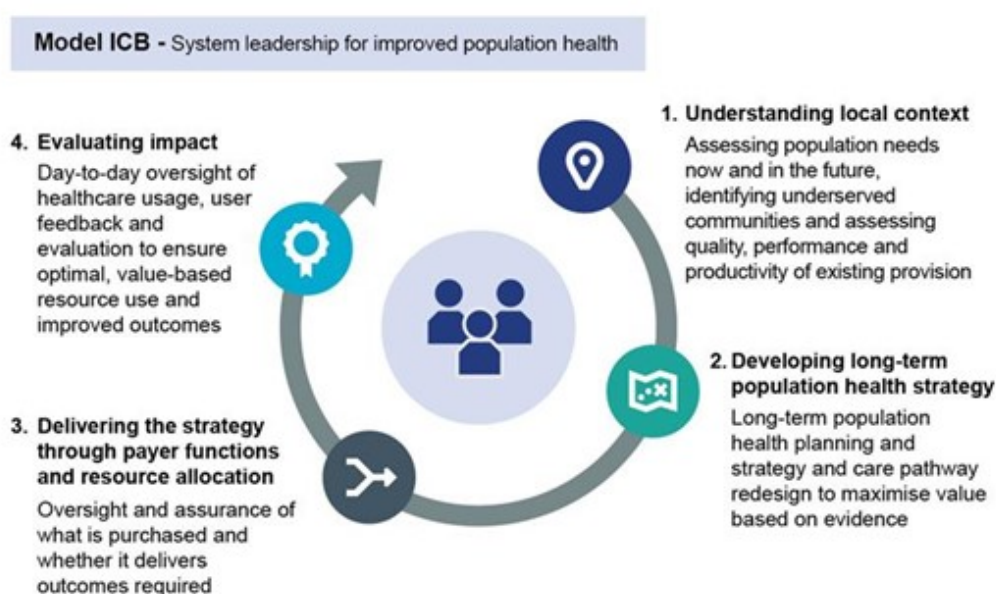 Model ICB - System leadership for improved population health
1. Understanding local context
Assessing population needs
now and in the future,
identifying underserved
communities and assessing
quality, performance and
productivity of existing provision
2. Developing long-term
population health strategy
Long-term population
health planning and
strategy and care pathway
redesign to maximise value
based on evidence
3. Delivering the strategy
through payer functions
and resource allocation
Oversight and assurance of
what is purchased and
whether it delivers
outcomes required
4. Evaluating impact
Day-to-day oversight of
healthcare usage, user
feedback and
evaluation to ensure
optimal, value-based
resource use and
improved outcomes